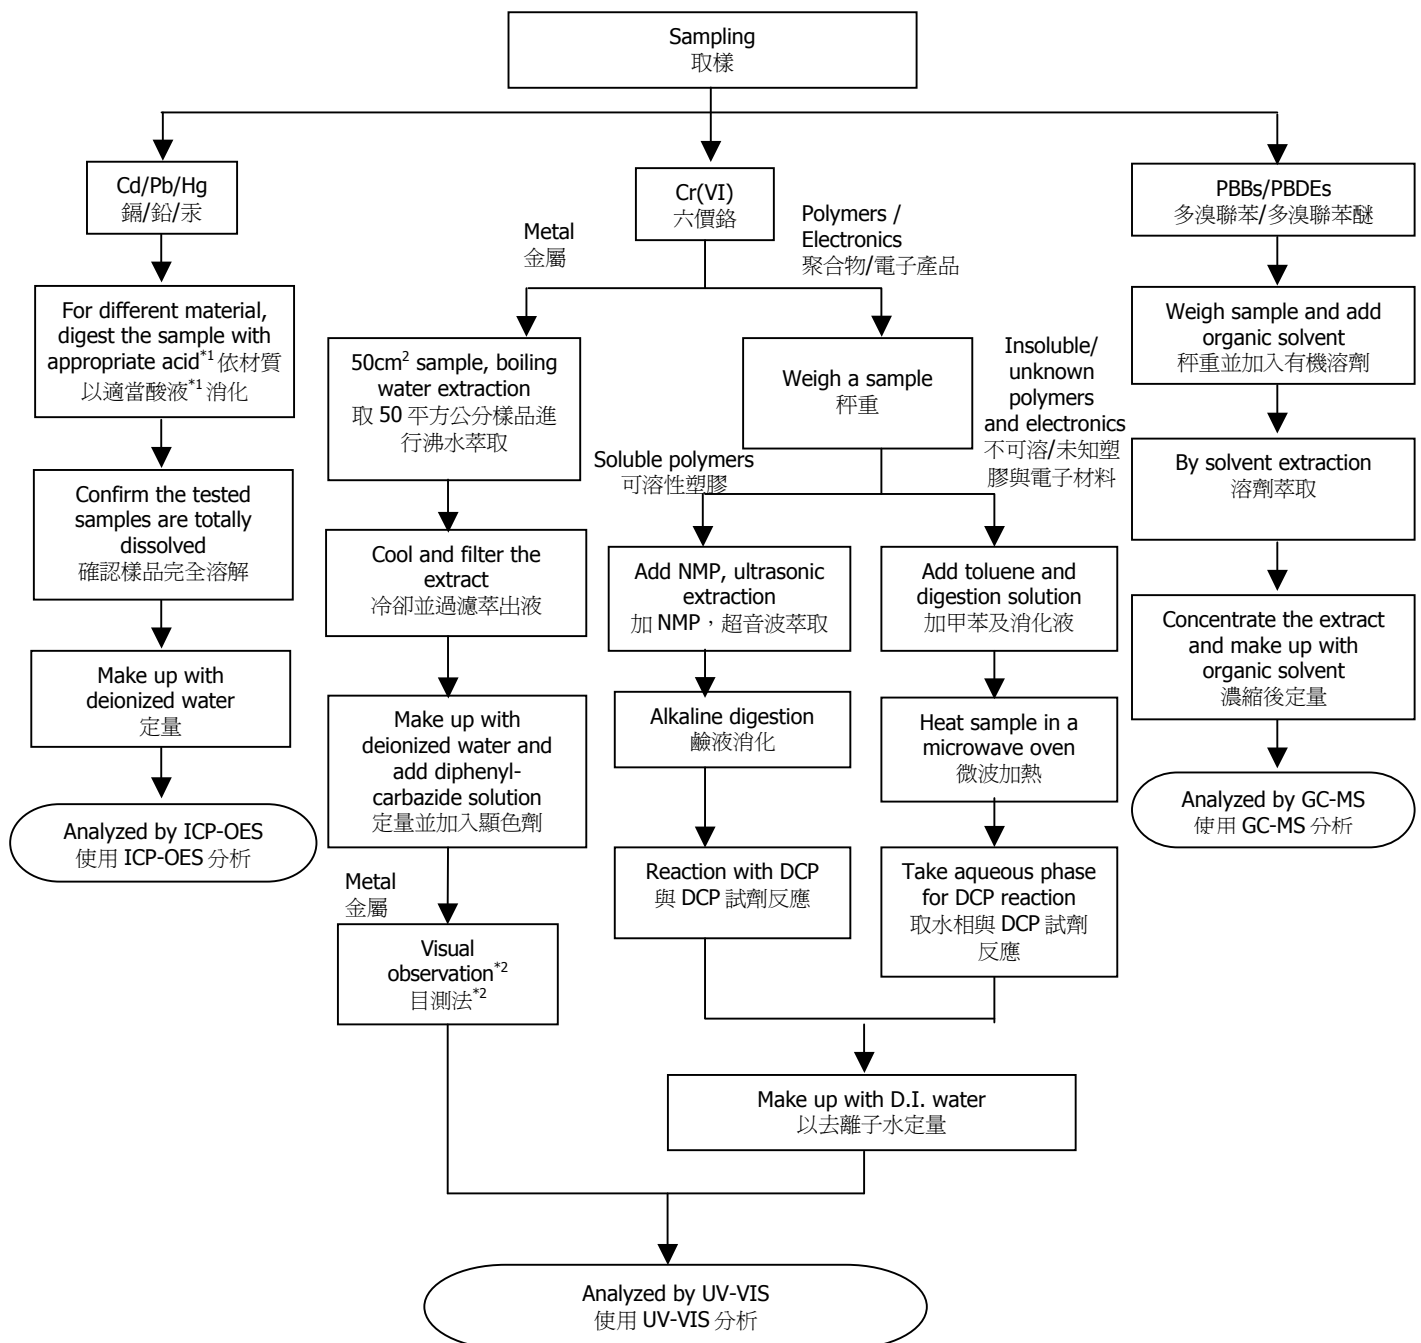 Sampling
取樣
Cd/Pb/Hg
鎘/鉛/汞
For different material,
digest the sample with
appropriate acid*1 依材質
以適當酸液*1 消化
Confirm the tested
samples are totally
dissolved
確認樣品完全溶解
Make up with
deionized water
定量
Analyzed by ICP-OES
使用 ICP-OES 分析
Cr(VI)
六價鉻
Metal
金屬
Polymers /
Electronics
聚合物/電子產品
50cm2 sample, boiling
water extraction
取 50 平方公分樣品進
行沸水萃取
Cool and filter the
extract
冷卻並過濾萃出液
Make up with
deionized water and
add diphenyl-
carbazide solution
定量並加入顯色劑
Metal
金屬
Visual
observation*2
目測法*2
Weigh a sample
秤重
Soluble polymers
可溶性塑膠
Insoluble/
unknown
polymers
and electronics
不可溶/未知塑
膠與電子材料
Add NMP, ultrasonic
extraction
加 NMP，超音波萃取
Alkaline digestion
鹼液消化
Reaction with DCP
與 DCP 試劑反應
Add toluene and
digestion solution
加甲苯及消化液
Heat sample in a
microwave oven
微波加熱
Take aqueous phase
for DCP reaction
取水相與 DCP 試劑
反應
Make up with D.I. water
以去離子水定量
Analyzed by UV-VIS
使用 UV-VIS 分析
PBBs/PBDEs
多溴聯苯/多溴聯苯醚
Weigh sample and add
organic solvent
秤重並加入有機溶劑
By solvent extraction
溶劑萃取
Concentrate the extract
and make up with
organic solvent
濃縮後定量
Analyzed by GC-MS
使用 GC-MS 分析